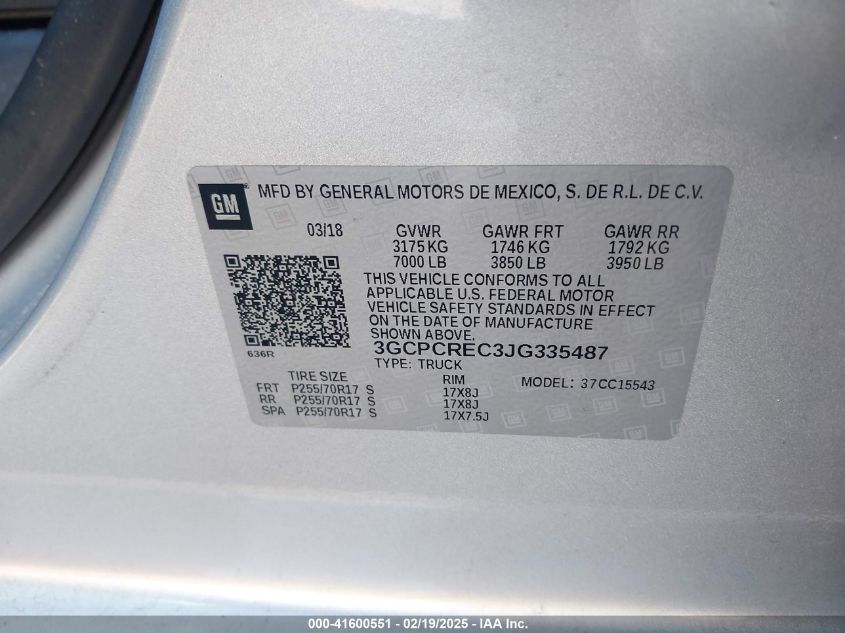 GM
MFD BY GENERAL MOTORS DE MEXICO, S. DE R.L. DE C.V.
03/18 GVWR GAWR FRT GAWR RR
3175 KG 1746 KG 1792 KG
7000 LB 3850 LB 3950 LB
THIS VEHICLE CONFORMS TO ALL
APPLICABLE U.S. FEDERAL MOTOR
VEHICLE SAFETY STANDARDS IN EFFECT
ON THE DATE OF MANUFACTURE
SHOWN ABOVE.
636R
3GCPCREC3JG335487
TYPE: TRUCK
TIRE SIZE RIM MODEL: 37CC15543
FRT P255/70R17 S 17X8J
RR P255/70R17 S 17X8J
SPA P255/70R17 S 17X7.5J
000-41600551 - 02/19/2025 - IAA Inc.